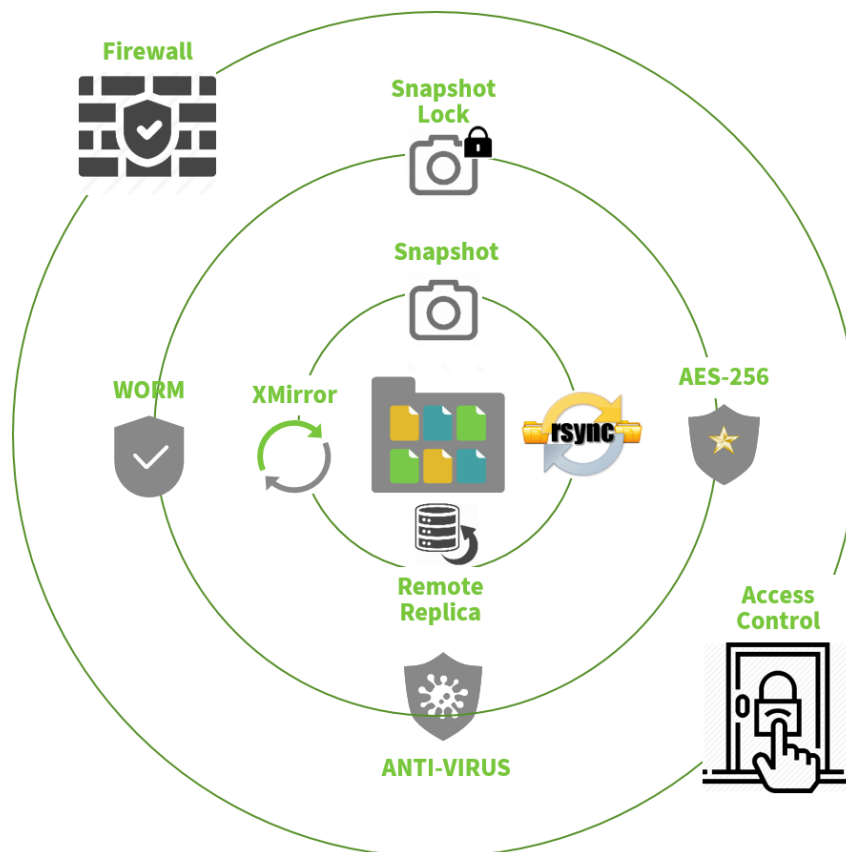 Firewall
Snapshot
Lock
Snapshot
WORM
XMirror
rsync
AES-256
Remote
Replica
Access
Control
ANTI-VIRUS